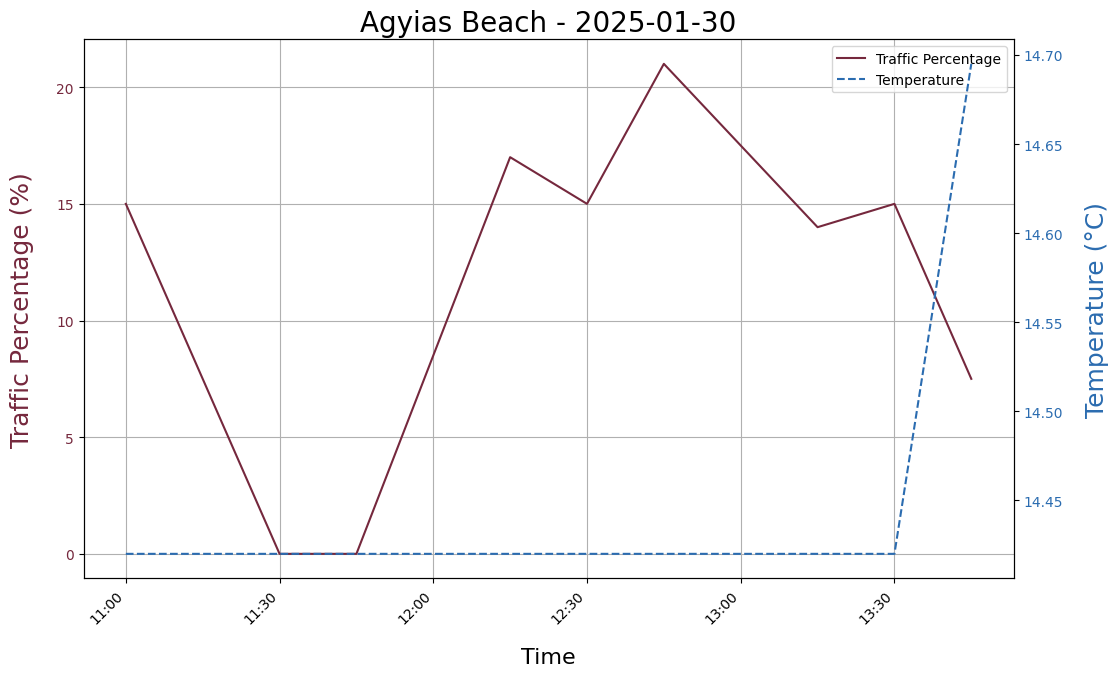 Agyias Beach - 2025-01-30
Traffic Percentage
Temperature
Traffic Percentage (%)
20
15
10
5
0
14.70
14.65
14.60
14.55
14.50
14.45
Temperature (°C)
11:00
11:30
12:00
12:30
13:00
13:30
Time